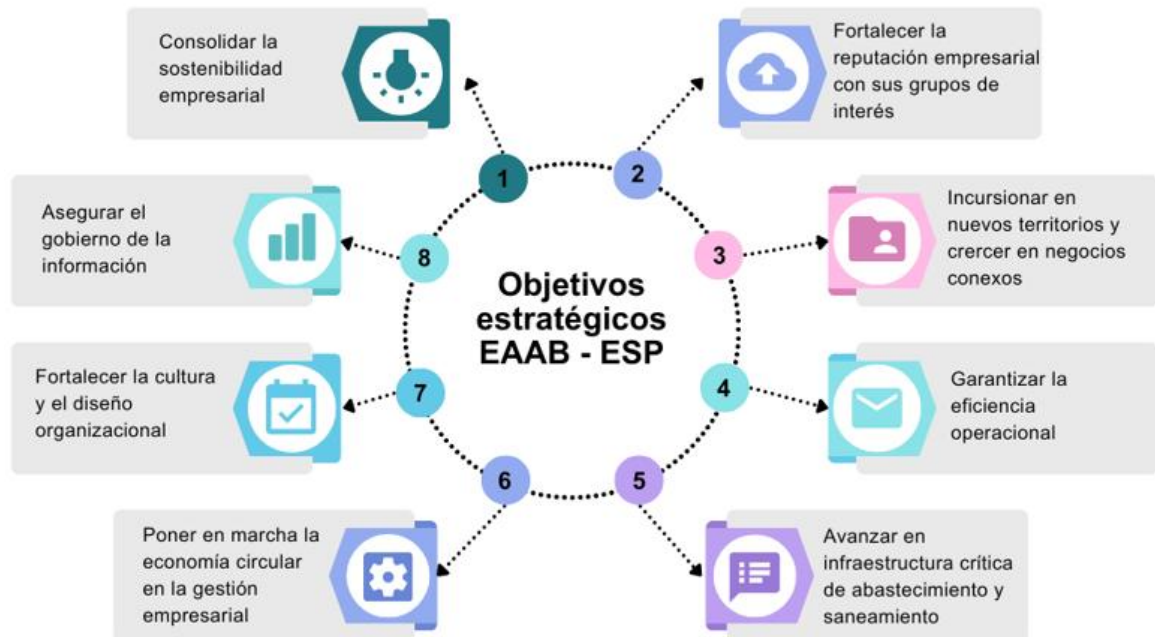 Consolidar la
sostenibilidad
empresarial
1
Fortalecer la
reputación empresarial
con sus grupos de
interés
2
Incursionar en
nuevos territorios y
crercer en negocios
conexos
3
Garantizar la
eficiencia
operacional
4
Avanzar en
infraestructura crítica
de abastecimiento y
saneamiento
5
Poner en marcha la
economía circular
en la gestión
empresarial
6
Fortalecer la cultura
y el diseño
organizacional
7
Asegurar el
gobierno de la
información
8
Objetivos
estratégicos
EAAB - ESP